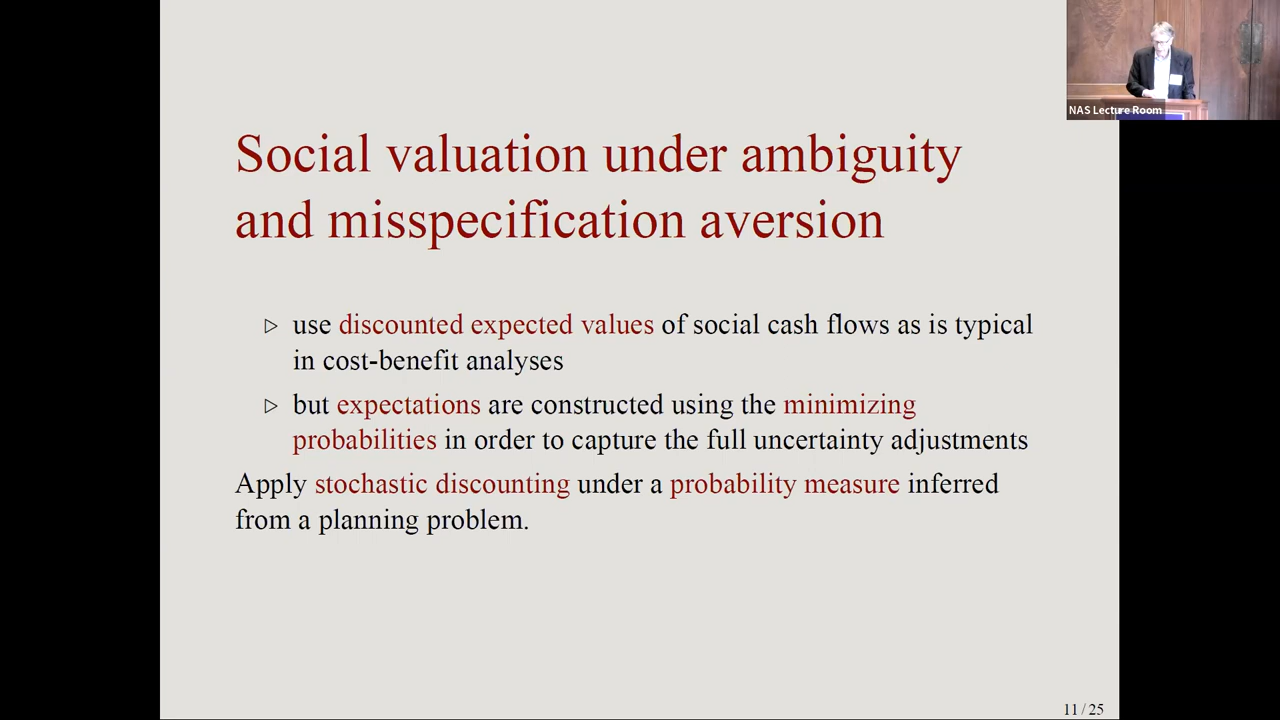 NAS Lecture Room
Social valuation under ambiguity
and misspecification aversion
▷ use discounted expected values of social cash flows as is typical
in cost-benefit analyses
▷ but expectations are constructed using the minimizing
probabilities in order to capture the full uncertainty adjustments
Apply stochastic discounting under a probability measure inferred
from a planning problem.
11 / 25